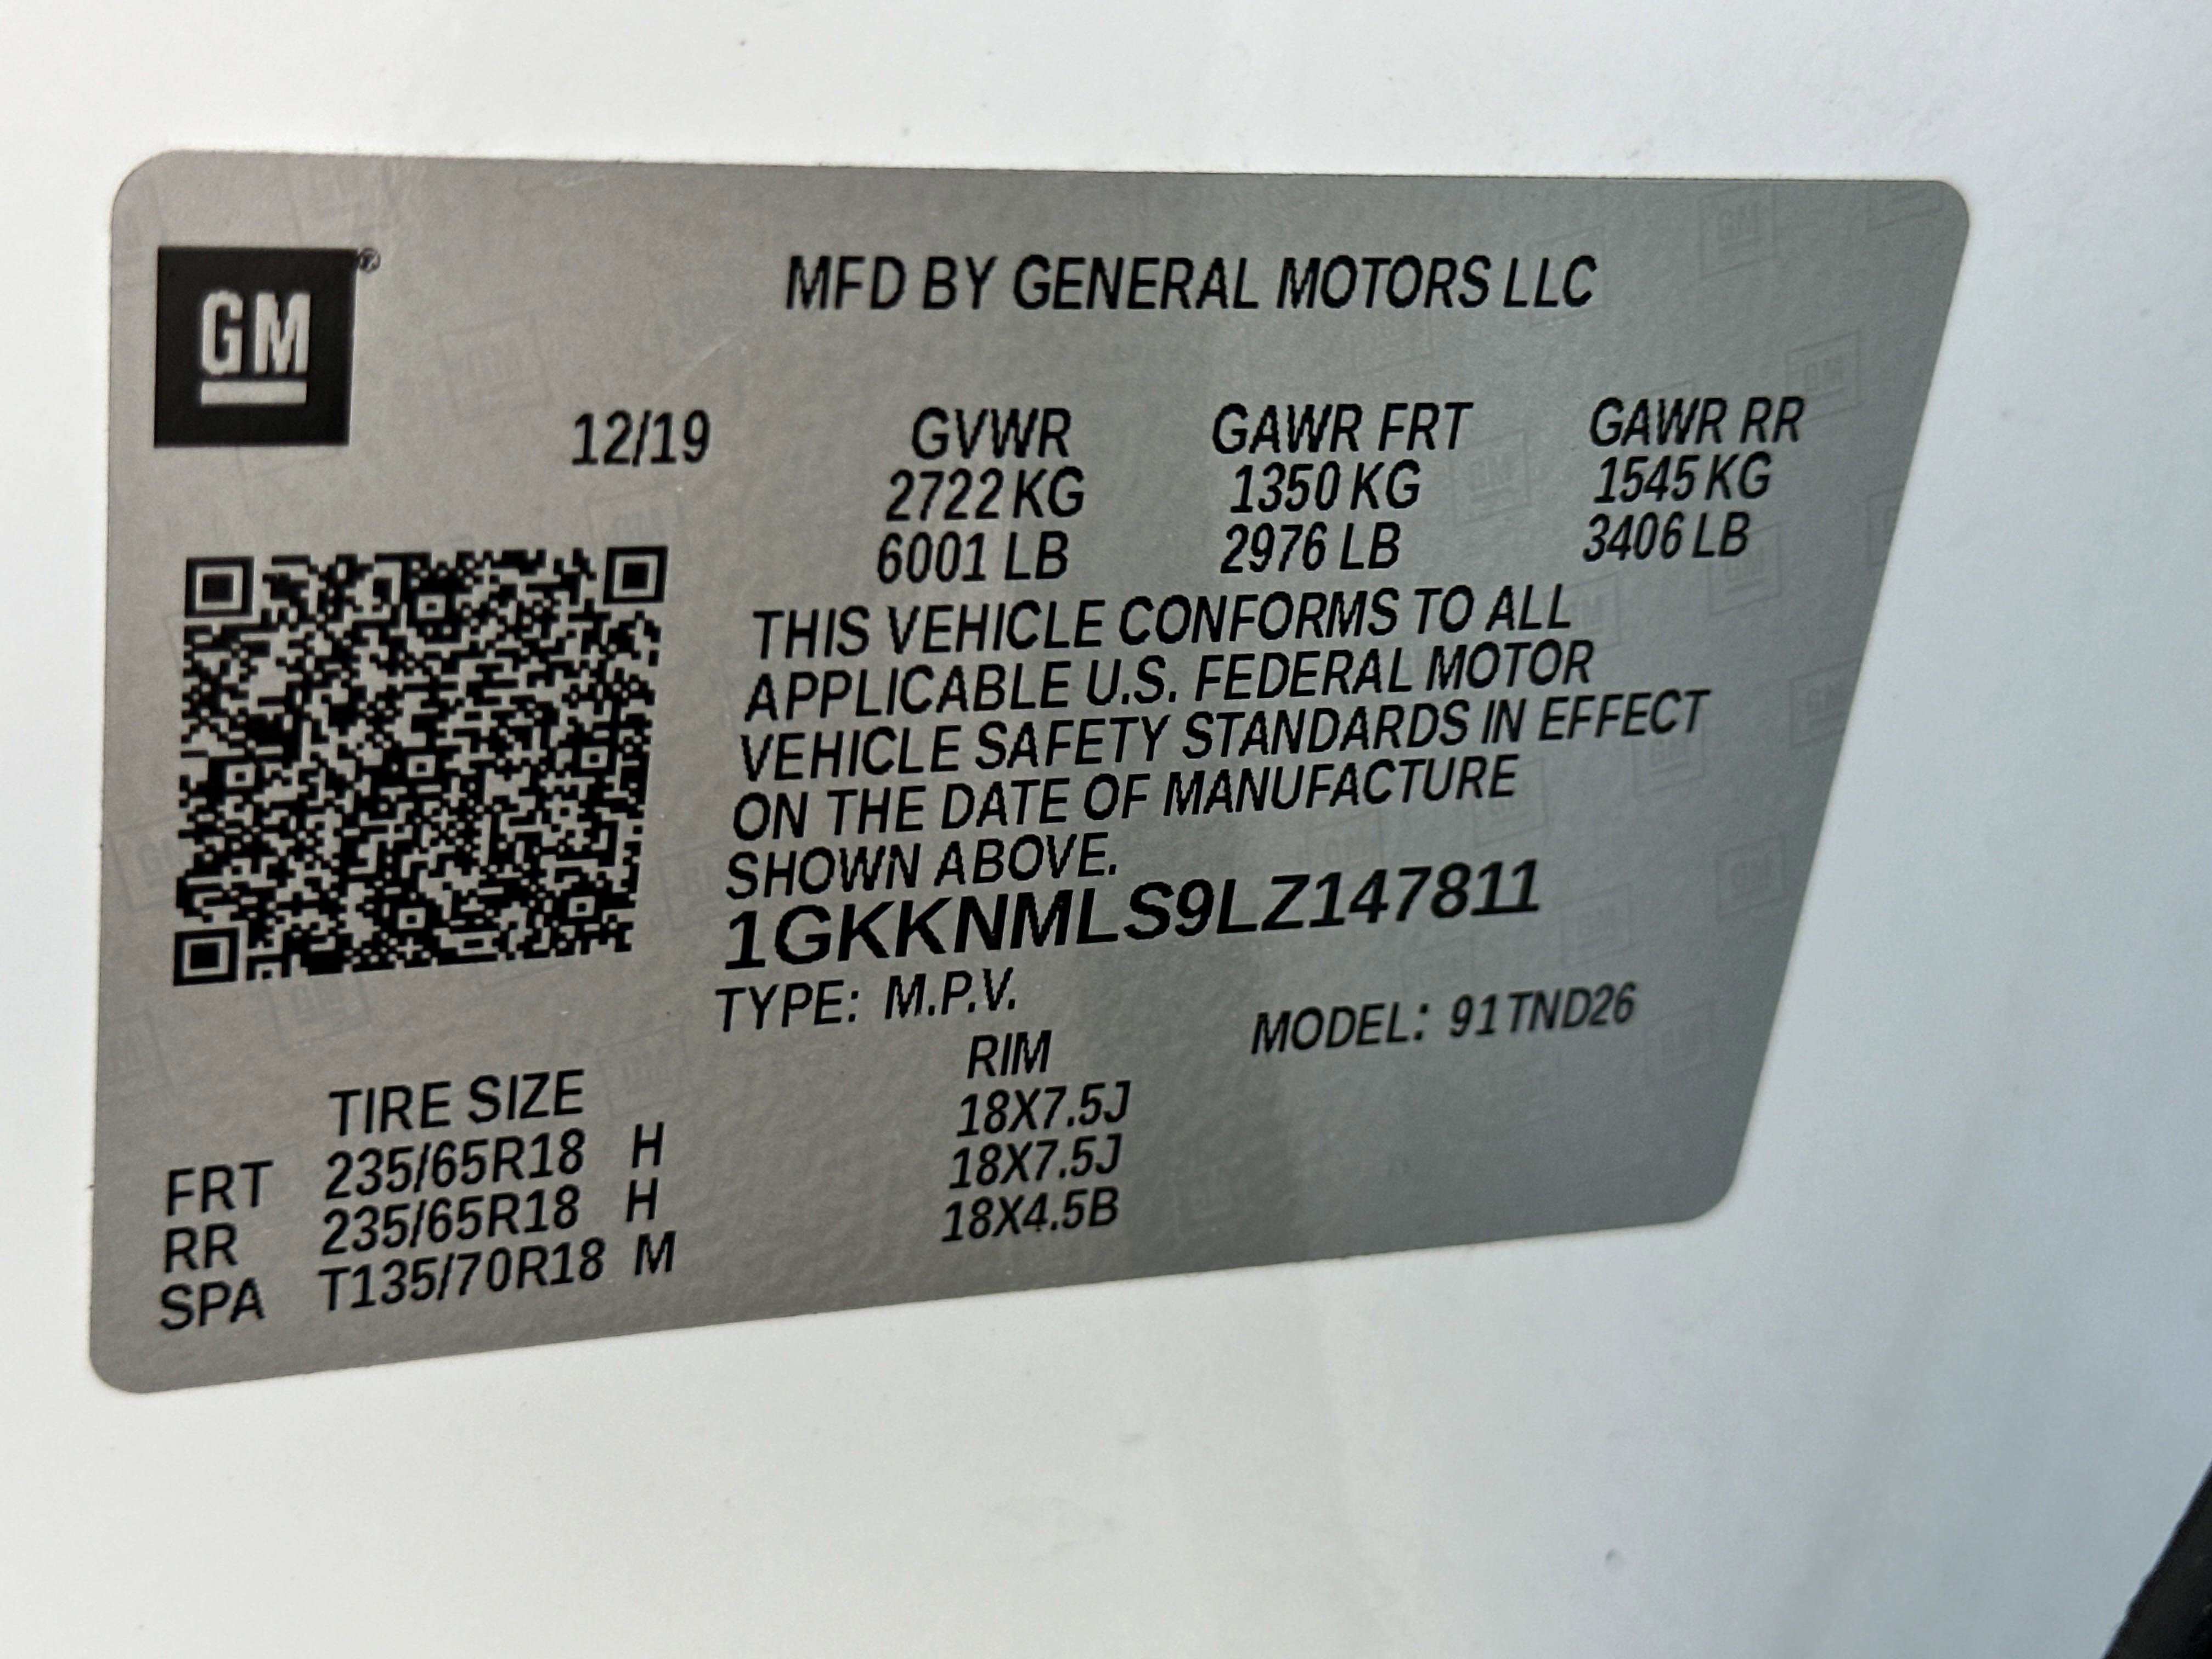 GM
MFD BY GENERAL MOTORS LLC
12/19 GVWR GAWR FRT GAWR RR
2722 KG 1350 KG 1545 KG
6001 LB 2976 LB 3406 LB
THIS VEHICLE CONFORMS TO ALL
APPLICABLE U.S. FEDERAL MOTOR
VEHICLE SAFETY STANDARDS IN EFFECT
ON THE DATE OF MANUFACTURE
SHOWN ABOVE.
1GKKNMLS9LZ147811
TYPE: M.P.V. MODEL: 91TND26
TIRE SIZE RIM
FRT 235/65R18 H 18X7.5J
RR 235/65R18 H 18X7.5J
SPA T135/70R18 M 18X4.5B